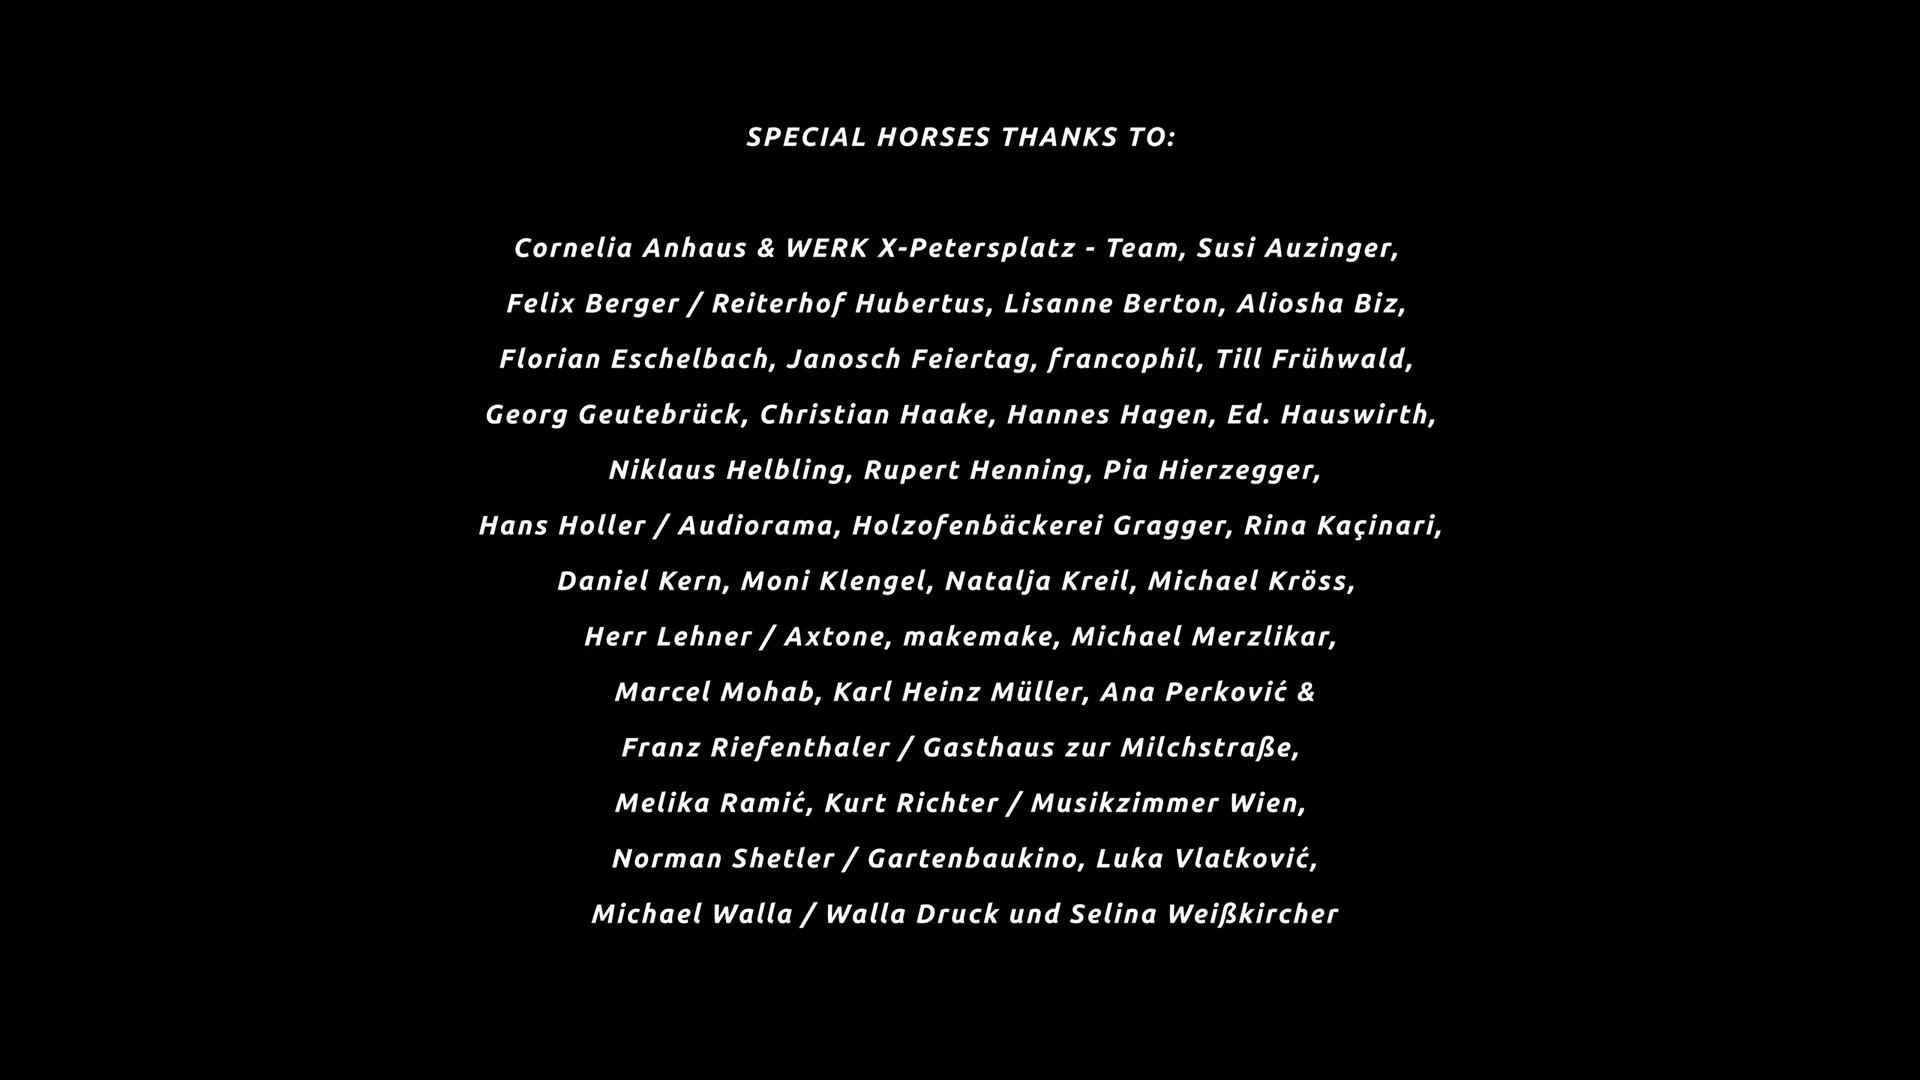 SPECIAL HORSES THANKS TO:
Cornelia Anhaus & WERK X-Petersplatz - Team, Susi Auzinger,
Felix Berger / Reiterhof Hubertus, Lisanne Berton, Aliosha Biz,
Florian Eschelbach, Janosch Feiertag, francophil, Till Frühwald,
Georg Geutebrück, Christian Haake, Hannes Hagen, Ed. Hauswirth,
Niklaus Helbling, Rupert Henning, Pia Hierzegger,
Hans Holler / Audiorama, Holzofenbäckerei Gragger, Rina Kaçinari,
Daniel Kern, Moni Klengel, Natalja Kreil, Michael Kröss,
Herr Lehner / Axtone, makemake, Michael Merzlikar,
Marcel Mohab, Karl Heinz Müller, Ana Perković &
Franz Riefenthaler / Gasthaus zur Milchstraße,
Melika Ramić, Kurt Richter / Musikzimmer Wien,
Norman Shetler / Gartenbaukino, Luka Vlatković,
Michael Walla / Walla Druck und Selina Weißkircher